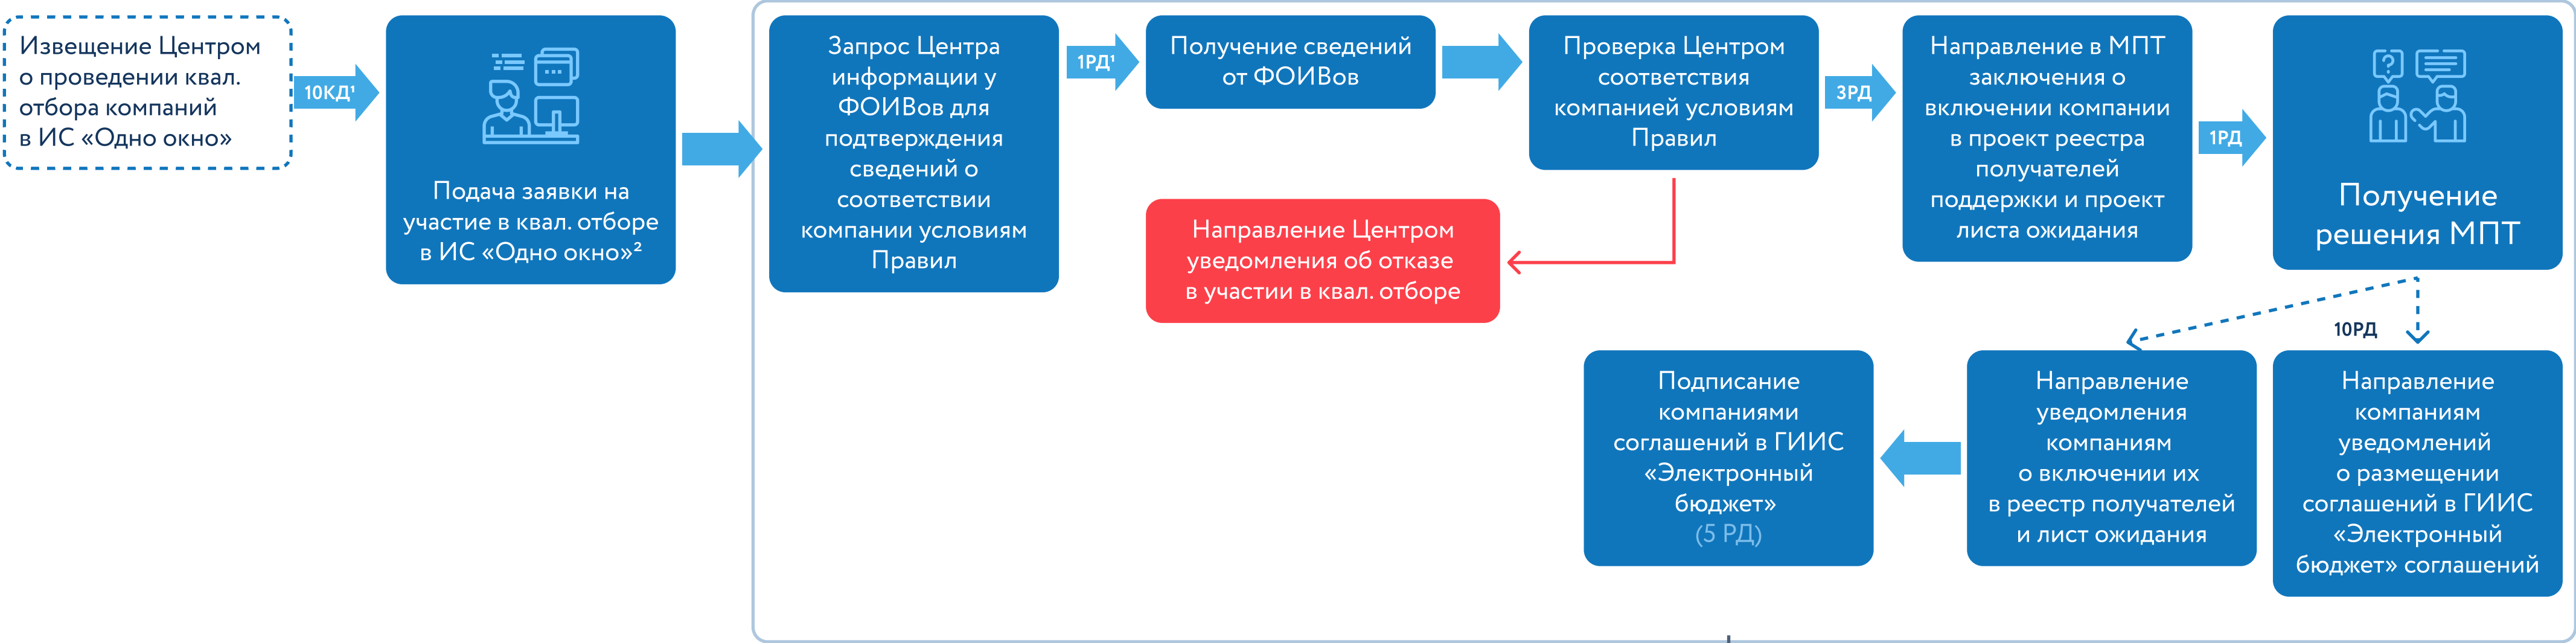 Извещение Центром
о проведении квал.
отбора компаний
в ИС «Одно окно»
10КД¹
Подача заявки на
участие в квал. отборе
в ИС «Одно окно»²
Запрос Центра
информации у
ФОИВов для
подтверждения
сведений о
соответствии
компании условиям
Правил
1РД¹
Получение сведений
от ФОИВов
Проверка Центром
соответствия
компанией условиям
Правил
Направление Центром
уведомления об отказе
в участии в квал. отборе
3РД
Направление в МПТ
заключения о
включении компании
в проект реестра
получателей
поддержки и проект
листа ожидания
1РД
Получение
решения МПТ
10РД
Направление
компаниям
уведомлений
о размещении
соглашений в ГИИС
«Электронный
бюджет» соглашений
Направление
уведомления
компаниям
о включении их
в реестр получателей
и лист ожидания
Подписание
компаниями
соглашений в ГИИС
«Электронный
бюджет»
(5 РД)